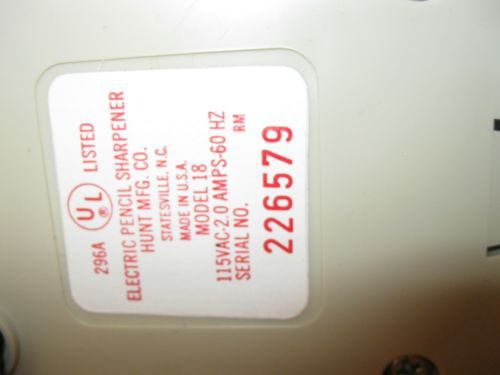 296A UL® LISTED
ELECTRIC PENCIL SHARPENER
HUNT MFG. CO.
STATESVILLE, N.C.
MADE IN U.S.A.
MODEL 18
115VAC-2.0 AMPS-60 HZ
SERIAL NO. RM
226579